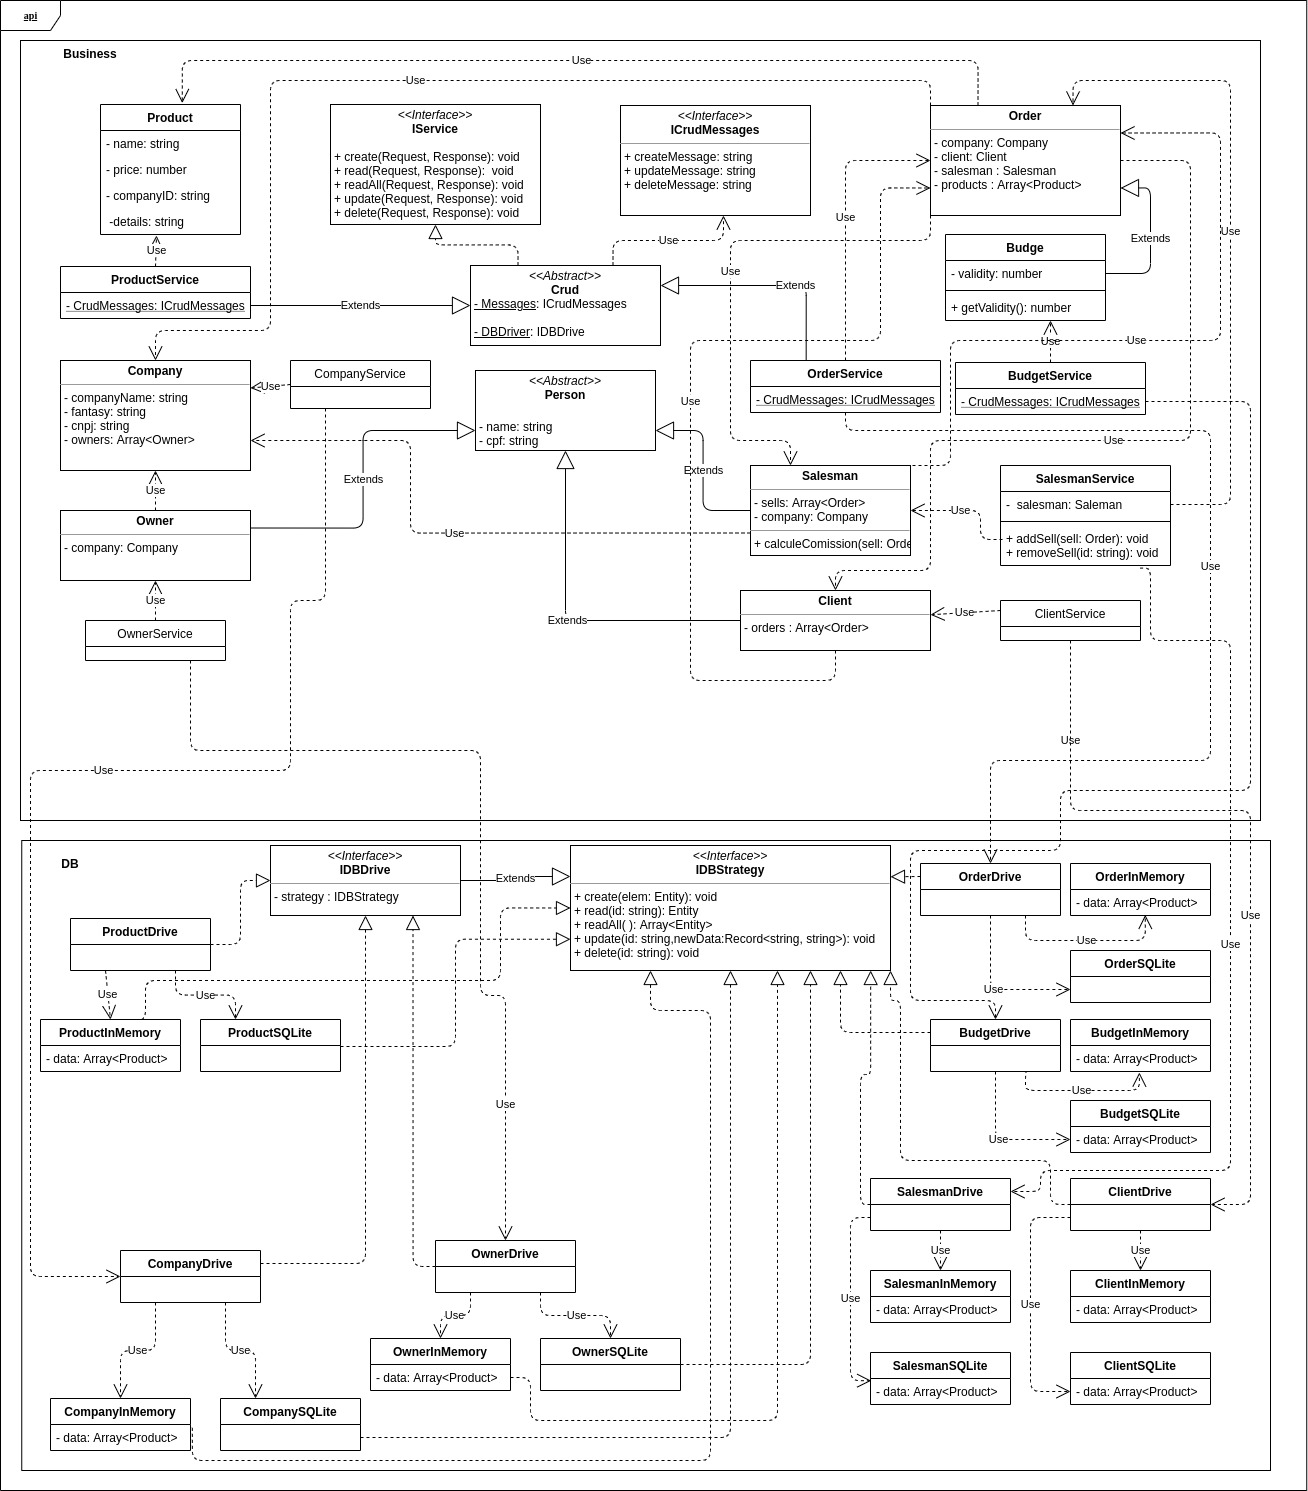 api
Business
Use
Use
Product
- name: string
- price: number
- companyID: string
-details: string
<<Interface>>
IService
+ create(Request, Response): void
+ read(Request, Response):  void
+ readAll(Request, Response): void
+ update(Request, Response): void
+ delete(Request, Response): void
<<Interface>>
ICrudMessages
+ createMessage: string
+ updateMessage: string
+ deleteMessage: string
Order
- company: Company
- client: Client
- salesman : Salesman
- products : Array<Product>
Use
Use
Extends
Use
Use
Use
Budge
- validity: number
+ getValidity(): number
ProductService
- CrudMessages: ICrudMessages
Extends
<<Abstract>>
Crud
- Messages: ICrudMessages
- DBDriver: IDBDrive
Extends
Use
Use
Company
- companyName: string
- fantasy: string
- cnpj: string
- owners: Array<Owner>
Use
CompanyService
<<Abstract>>
Person
- name: string
- cpf: string
OrderService
- CrudMessages: ICrudMessages
BudgetService
- CrudMessages: ICrudMessages
Use
Use
Extends
Extends
Use
Salesman
- sells: Array<Order>
- company: Company
+ calculeComission(sell: Orde
SalesmanService
-  salesman: Saleman
+ addSell(sell: Order): void
+ removeSell(id: string): void
Use
Owner
- company: Company
Use
Use
Use
OwnerService
Extends
Client
- orders : Array<Order>
Use
ClientService
Use
Use
DB
<<Interface>>
IDBDrive
- strategy : IDBStrategy
Extends
<<Interface>>
IDBStrategy
+ create(elem: Entity): void
+ read(id: string): Entity
+ readAll( ): Array<Entity>
+ update(id: string,newData:Record<string, string>): void
+ delete(id: string): void
OrderDrive
OrderInMemory
- data: Array<Product>
Use
Use
Use
ProductDrive
OrderSQLite
Use
Use
Use
ProductInMemory
- data: Array<Product>
ProductSQLite
BudgetDrive
BudgetInMemory
- data: Array<Product>
Use
Use
BudgetSQLite
- data: Array<Product>
Use
SalesmanDrive
ClientDrive
CompanyDrive
OwnerDrive
Use
Use
SalesmanInMemory
- data: Array<Product>
ClientInMemory
- data: Array<Product>
Use
Use
Use
Use
Use
Use
OwnerInMemory
- data: Array<Product>
OwnerSQLite
SalesmanSQLite
- data: Array<Product>
ClientSQLite
- data: Array<Product>
CompanyInMemory
- data: Array<Product>
CompanySQLite